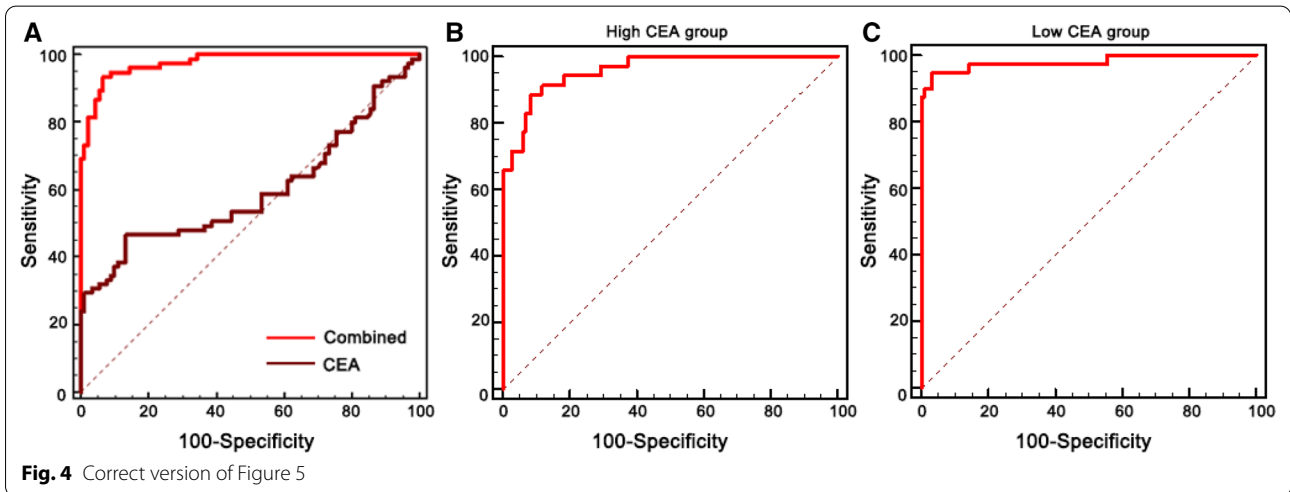 A
B
High CEA group
C
Low CEA group
100
80
60
40
20
0
Sensitivity
0 20 40 60 80 100
100-Specificity
Combined
CEA
100
80
60
40
20
0
Sensitivity
0 20 40 60 80 100
100-Specificity
100
80
60
40
20
0
Sensitivity
0 20 40 60 80 100
100-Specificity
Fig. 4 Correct version of Figure 5